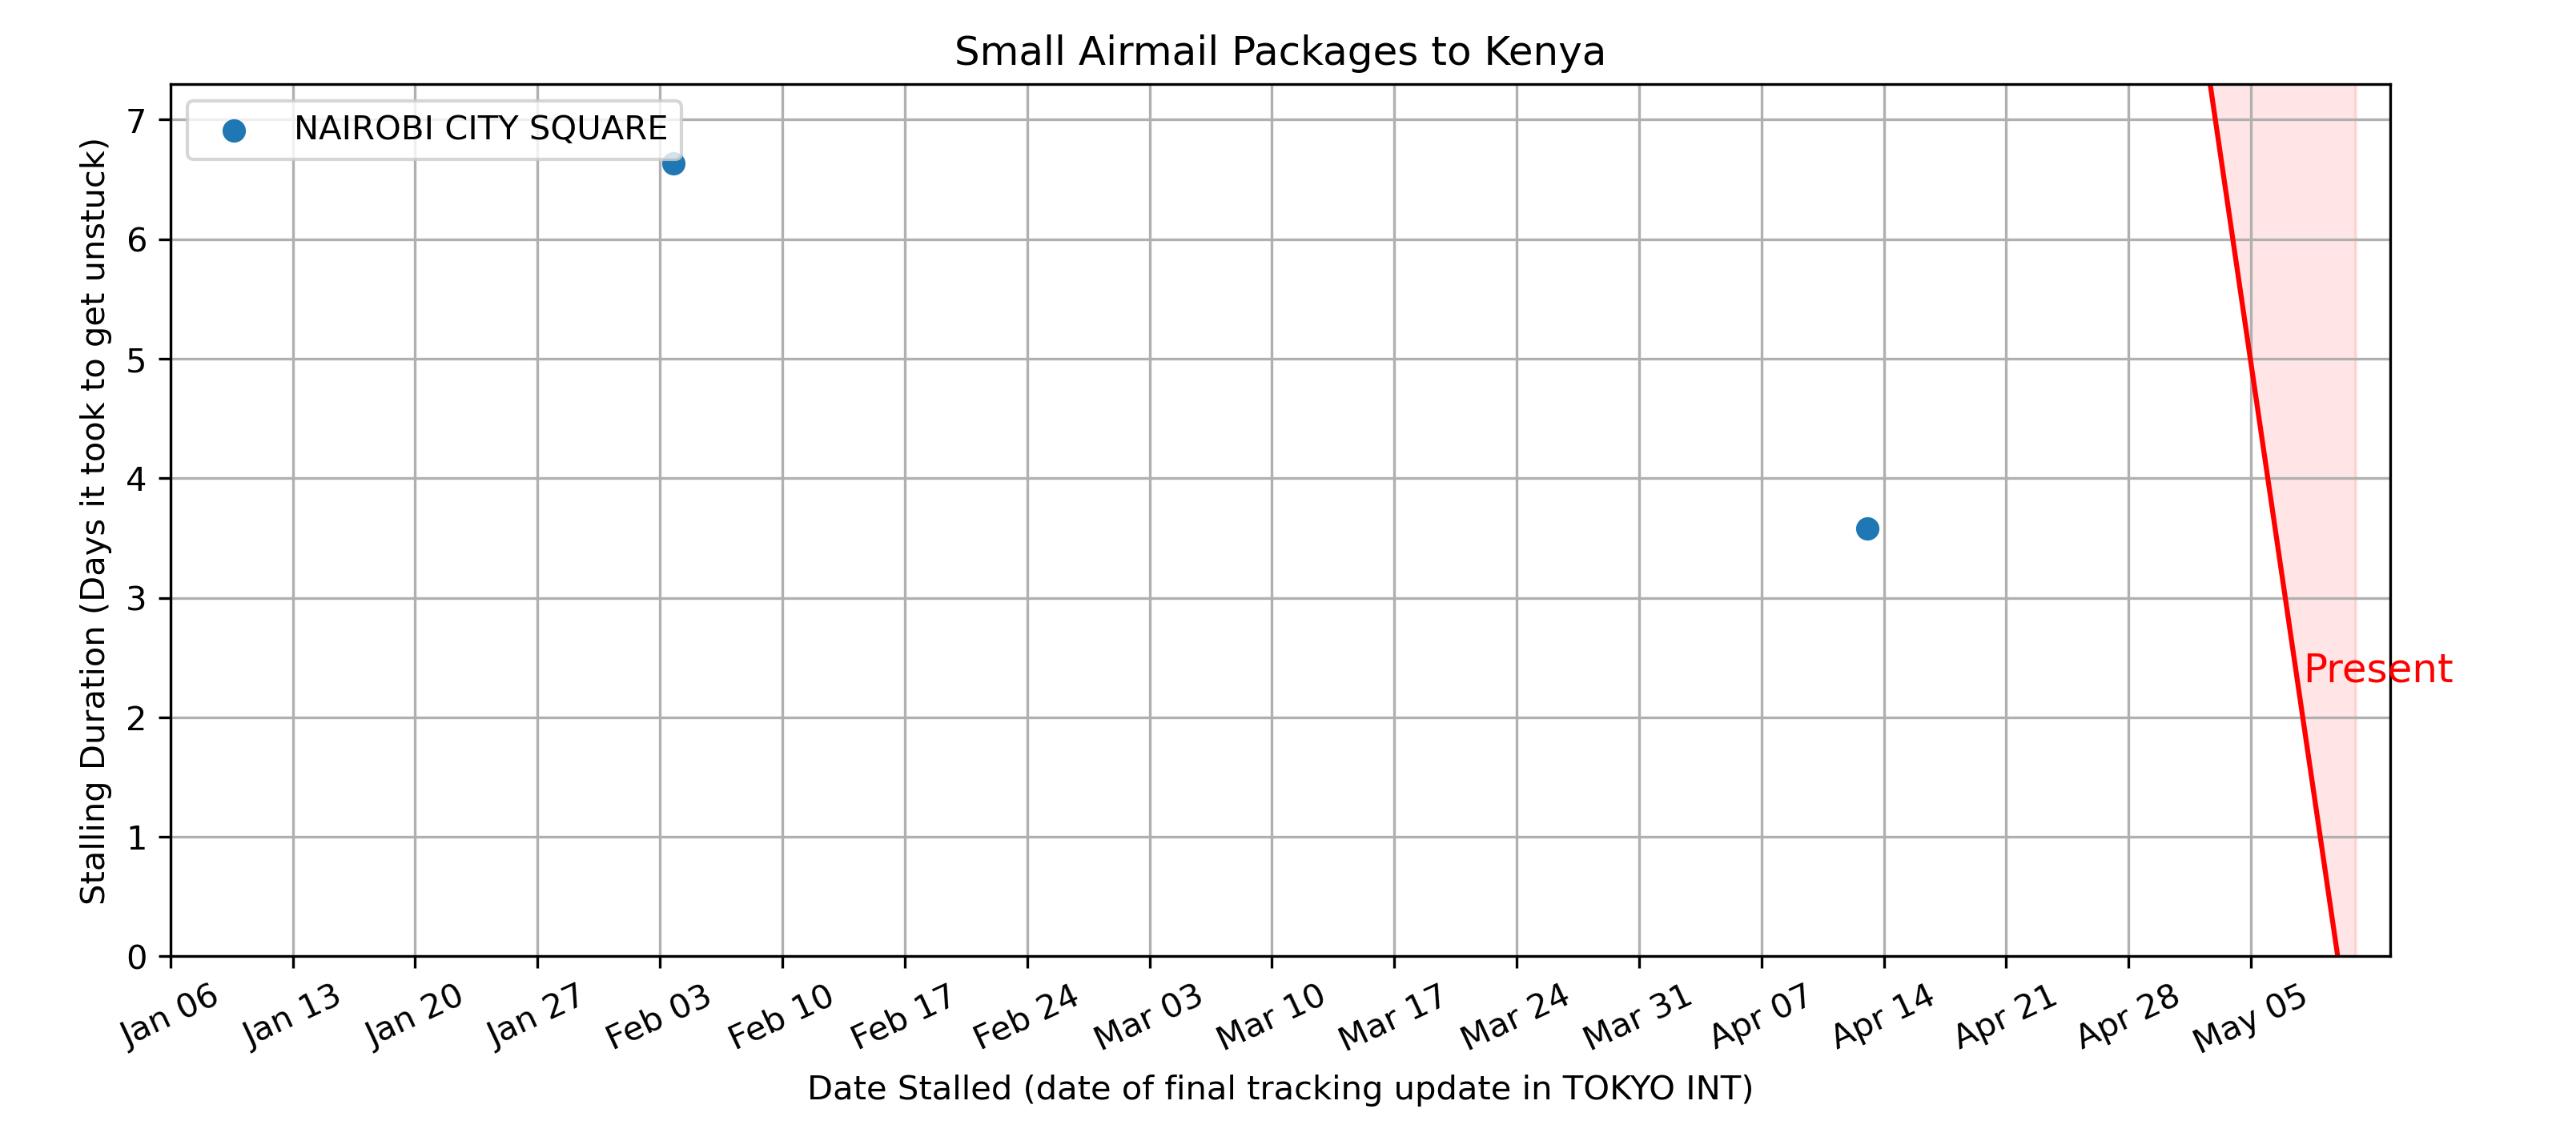 Small Airmail Packages to Kenya
NAIROBI CITY SQUARE
Stalling Duration (Days it took to get unstuck)
7
6
5
4
3
2
1
0
Present
Jan 06
Jan 13
Jan 20
Jan 27
Feb 03
Feb 10
Feb 17
Feb 24
Mar 03
Mar 10
Mar 17
Mar 24
Mar 31
Apr 07
Apr 14
Apr 21
Apr 28
May 05
Date Stalled (date of final tracking update in TOKYO INT)